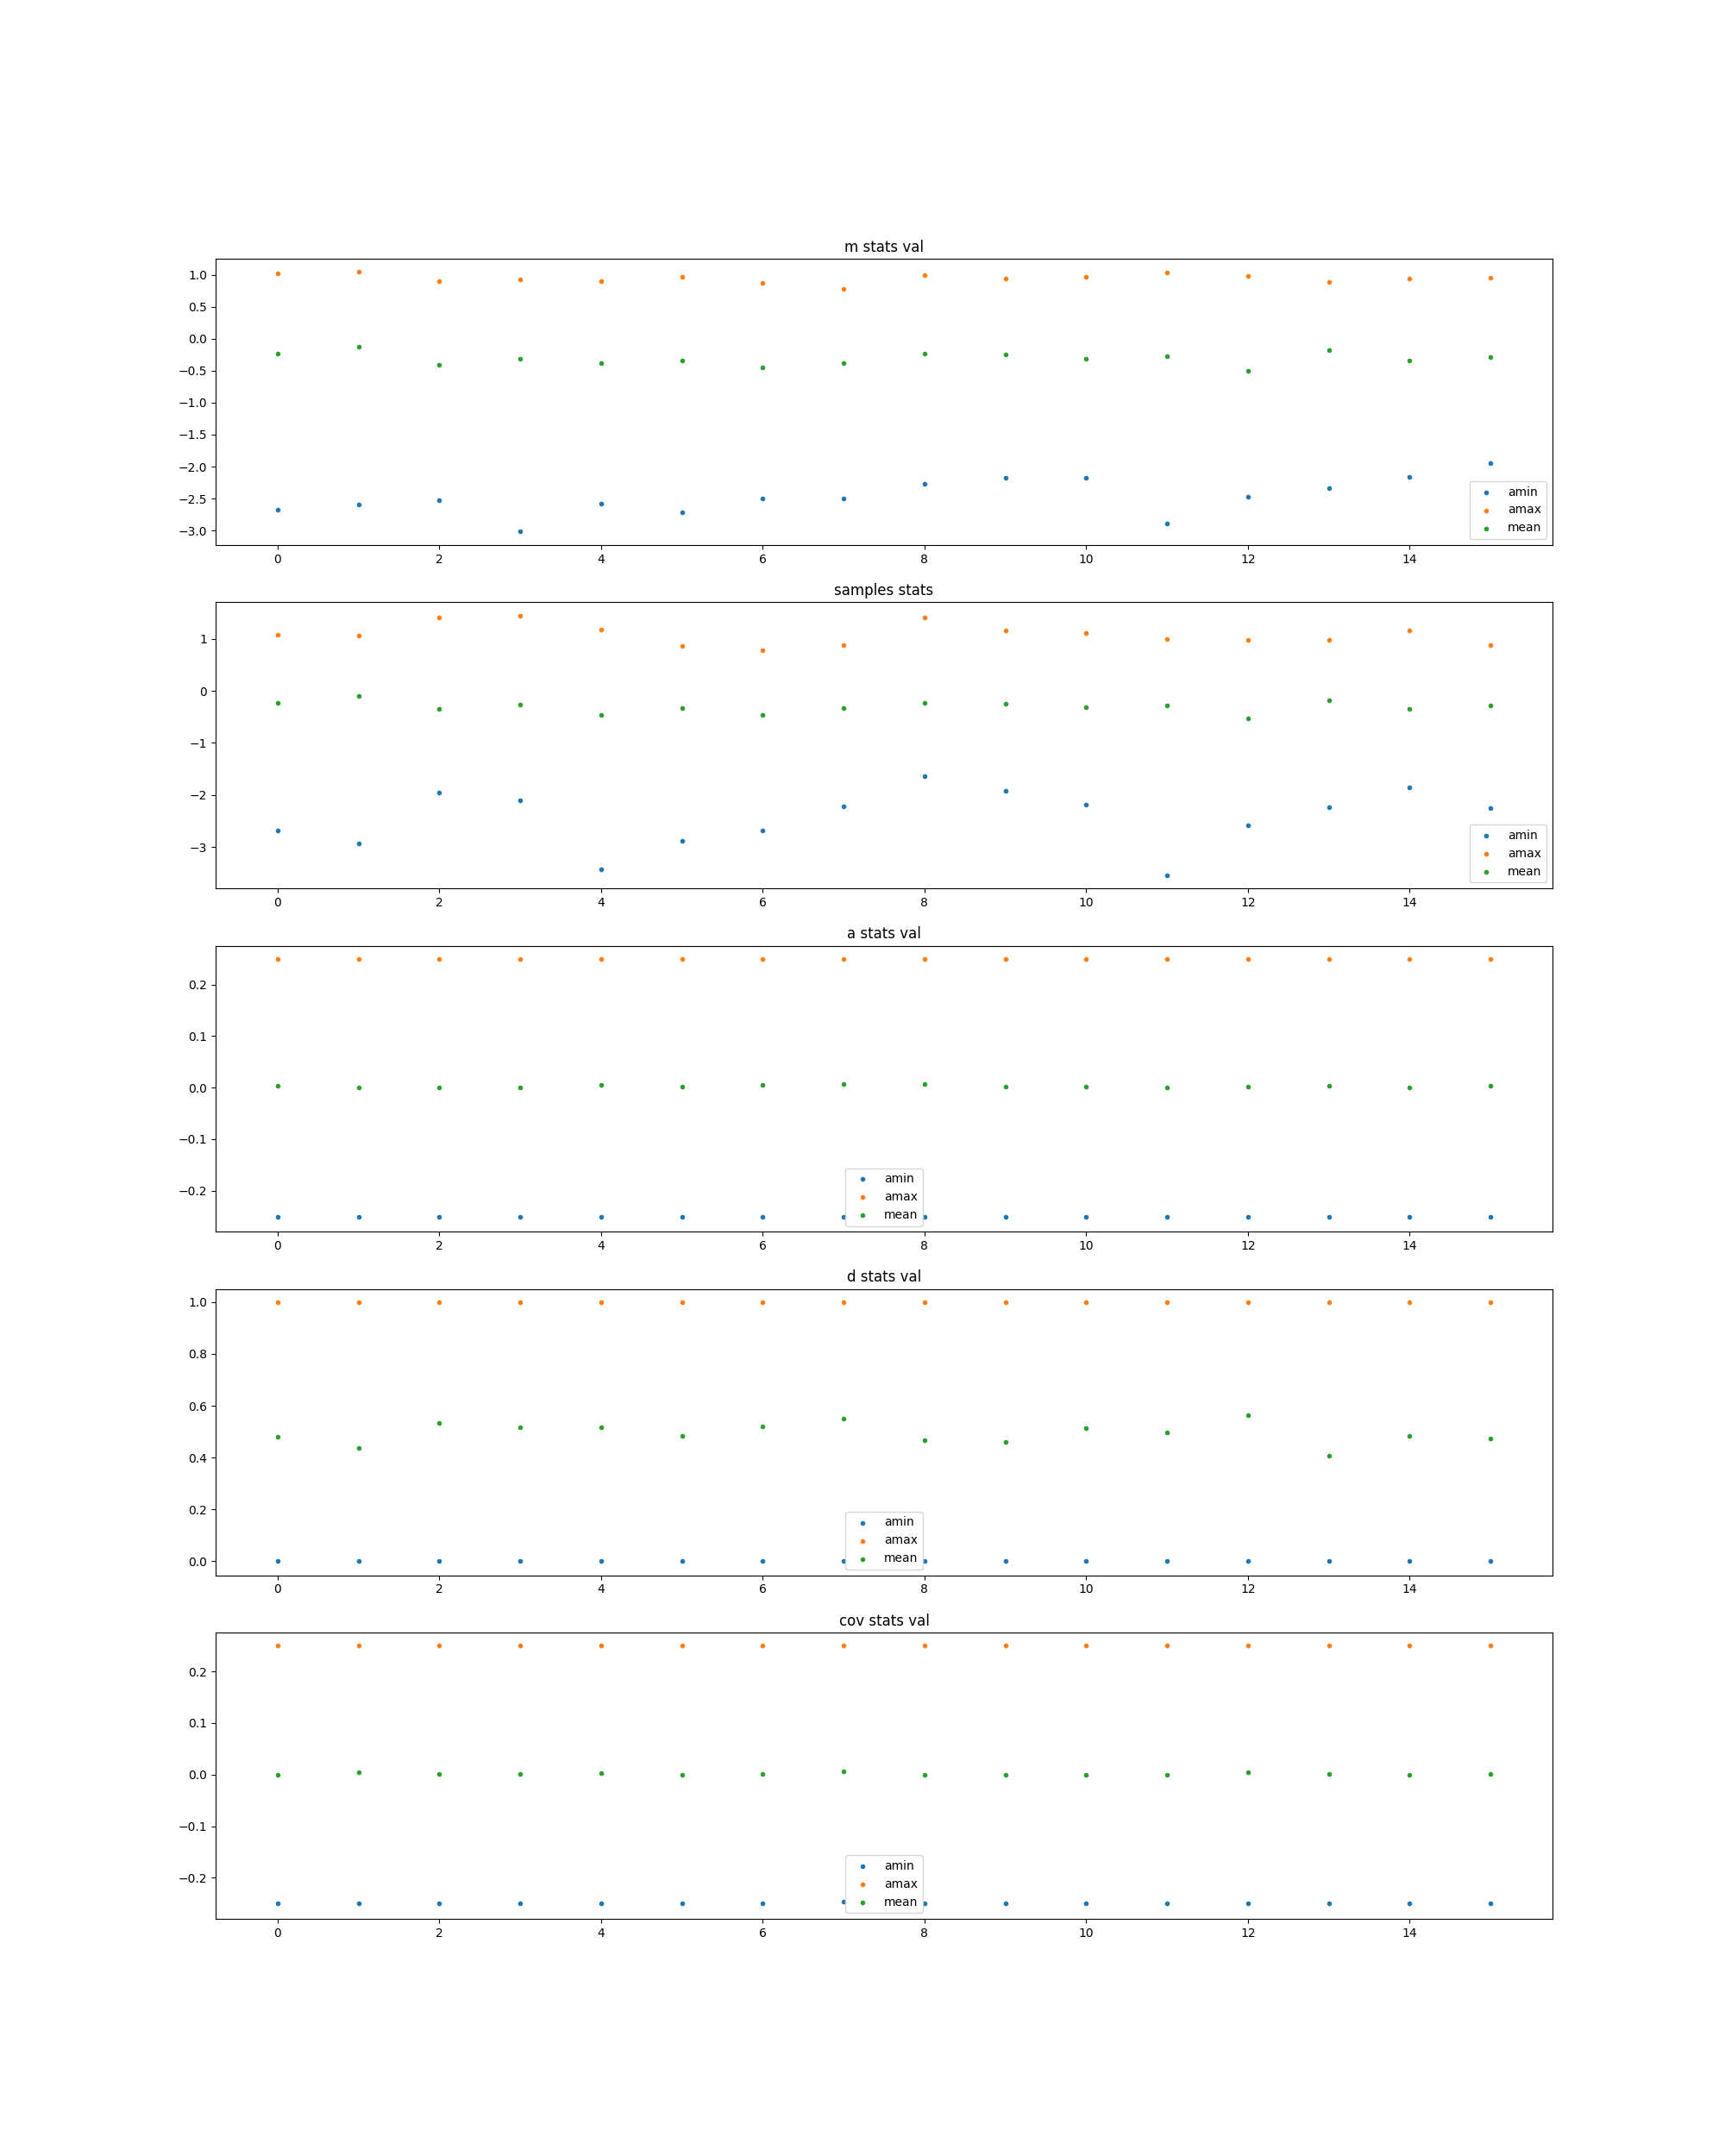 m stats val
1.0
0.5
0.0
−0.5
−1.0
−1.5
−2.0
−2.5
−3.0
amin
amax
mean
0 2 4 6 8 10 12 14
samples stats
1
0
−1
−2
−3
amin
amax
mean
0 2 4 6 8 10 12 14
a stats val
0.2
0.1
0.0
−0.1
−0.2
amin
amax
mean
0 2 4 6 8 10 12 14
d stats val
1.0
0.8
0.6
0.4
0.2
0.0
amin
amax
mean
0 2 4 6 8 10 12 14
cov stats val
0.2
0.1
0.0
−0.1
−0.2
amin
amax
mean
0 2 4 6 8 10 12 14